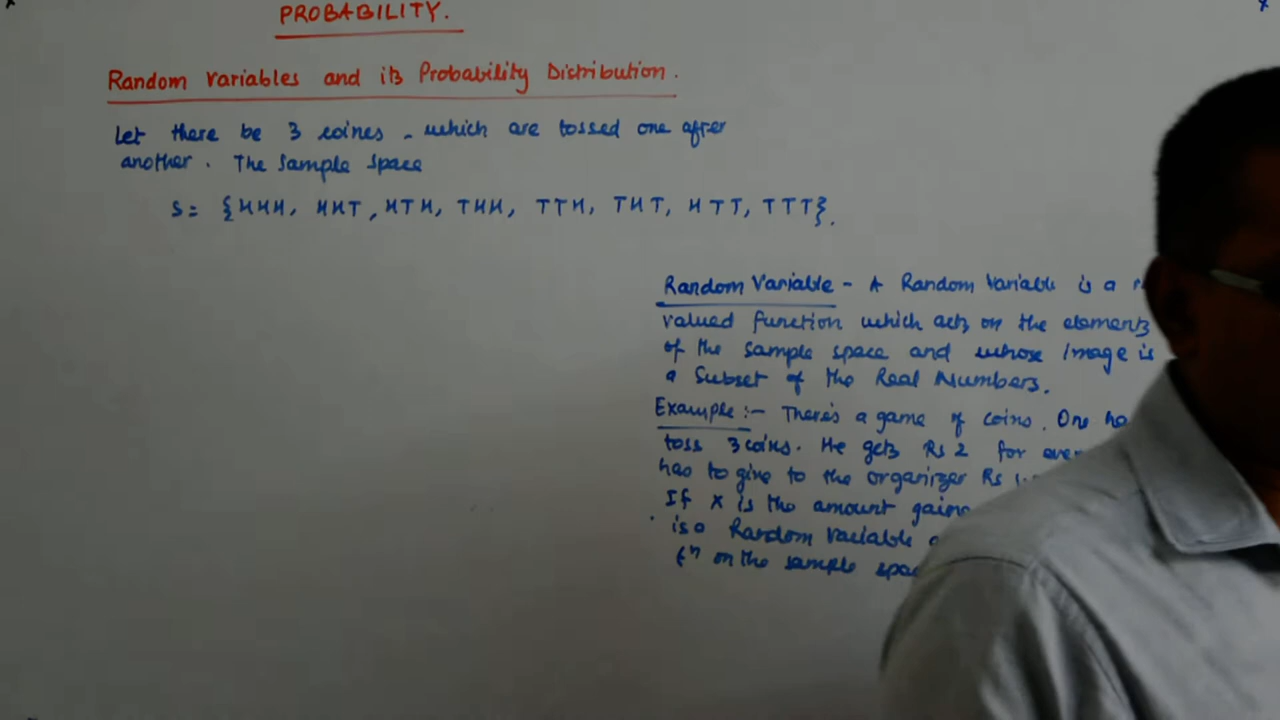 PROBABILITY.
Random Variables and its Probability Distribution.
Let there be 3 coines - which are tossed one after
another. The Sample Space
S = {HHH, HHT, HTH, THH, TTH, THT, HTT, TTT}.
Random Variable - A Random Variable is a
valued function which acts on the elements
of the sample space and whose Image is
a Subset of the Real Numbers.
Example :- There's a game of coins. One
toss 3 coins. He gets Rs 2 for
has to give to the organizer Rs
If X is the amount
is a Random Variable
fⁿ on the sample